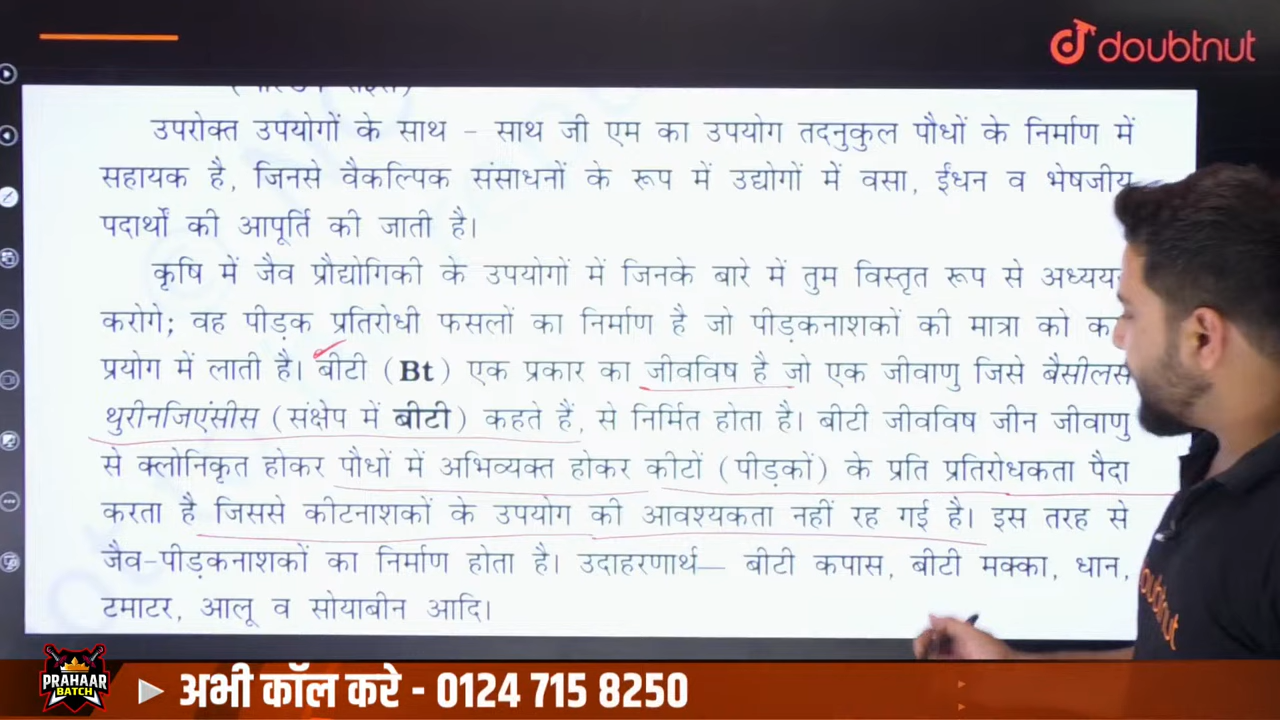 doubtnut
उपरोक्त उपयोगों के साथ - साथ जी एम का उपयोग तदनुकुल पौधों के निर्माण में
सहायक है, जिनसे वैकल्पिक संसाधनों के रूप में उद्योगों में वसा, ईंधन व भेषजीय
पदार्थों की आपूर्ति की जाती है।
कृषि में जैव प्रौद्योगिकी के उपयोगों में जिनके बारे में तुम विस्तृत रूप से
करोगे; वह पीड़क प्रतिरोधी फसलों का निर्माण है जो पीड़कनाशकों की मात्रा को
प्रयोग में लाती है। बीटी (Bt) एक प्रकार का जीवविष है जो एक जीवाणु जिसे बैसीलस
थुरीनजिएंसीस (संक्षेप में बीटी) कहते हैं, से निर्मित होता है। बीटी जीवविष जीन जीवाणु
से क्लोनिकृत होकर पौधों में अभिव्यक्त होकर कीटों (पीड़कों) के प्रति प्रतिरोधकता पैदा
करता है जिससे कीटनाशकों के उपयोग की आवश्यकता नहीं रह गई है। इस तरह से
जैव-पीड़कनाशकों का निर्माण होता है। उदाहरणार्थ— बीटी कपास, बीटी मक्का, धान,
टमाटर, आलू व सोयाबीन आदि।
oubtnut
PRAHAAR
BATCH
अभी कॉल करे - 0124 715 8250